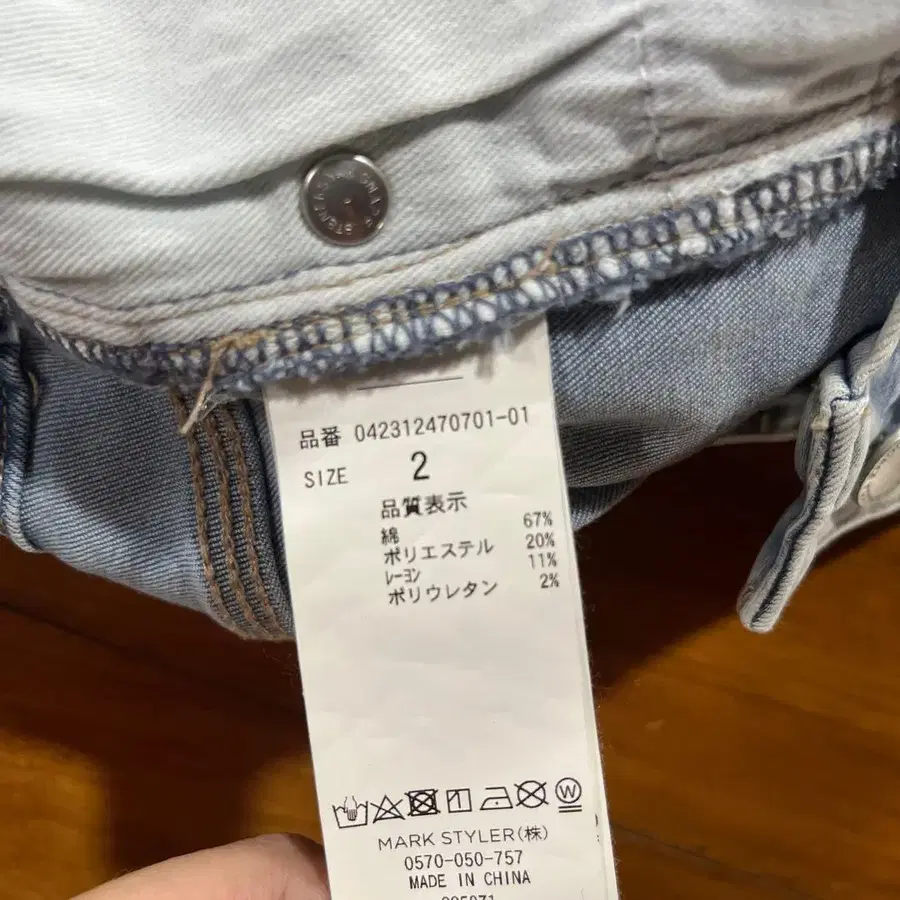 品番 042312470701-01
SIZE 2
品質表示
綿 67%
ポリエステル 20%
レーヨン 11%
ポリウレタン 2%
W
MARK STYLER(株)
0570-050-757
MADE IN CHINA